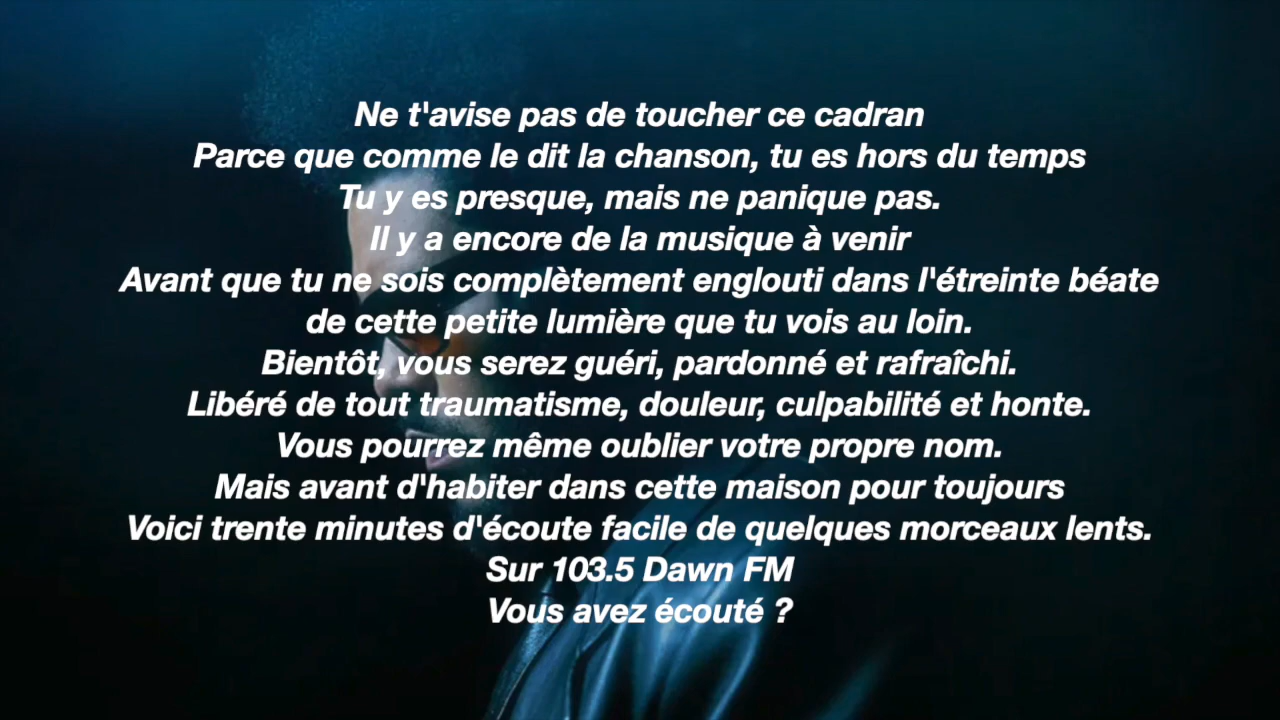 Ne t'avise pas de toucher ce cadran
Parce que comme le dit la chanson, tu es hors du temps
Tu y es presque, mais ne panique pas.
Il y a encore de la musique à venir
Avant que tu ne sois complètement englouti dans l'étreinte béate
de cette petite lumière que tu vois au loin.
Bientôt, vous serez guéri, pardonné et rafraîchi.
Libéré de tout traumatisme, douleur, culpabilité et honte.
Vous pourrez même oublier votre propre nom.
Mais avant d'habiter dans cette maison pour toujours
Voici trente minutes d'écoute facile de quelques morceaux lents.
Sur 103.5 Dawn FM
Vous avez écouté ?